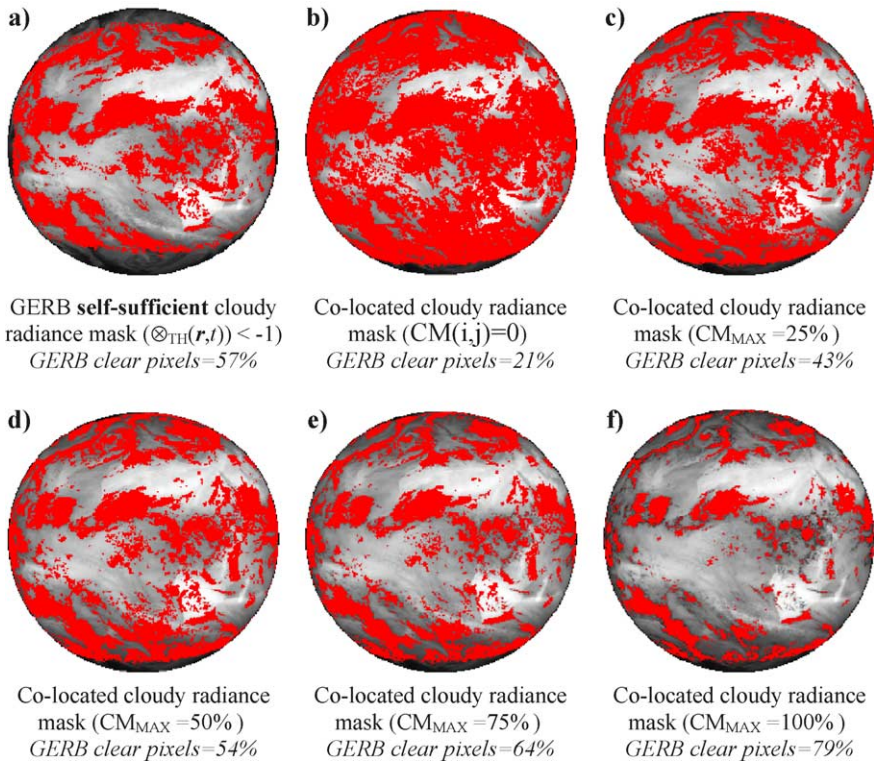 a)
b)
c)
GERB self-sufficient cloudy
radiance mask (⊗TH(r,t)) < -1)
GERB clear pixels=57%
Co-located cloudy radiance
mask (CM(i,j)=0)
GERB clear pixels=21%
Co-located cloudy radiance
mask (CMMAX =25%)
GERB clear pixels=43%
d)
e)
f)
Co-located cloudy radiance
mask (CMMAX =50%)
GERB clear pixels=54%
Co-located cloudy radiance
mask (CMMAX =75%)
GERB clear pixels=64%
Co-located cloudy radiance
mask (CMMAX =100%)
GERB clear pixels=79%